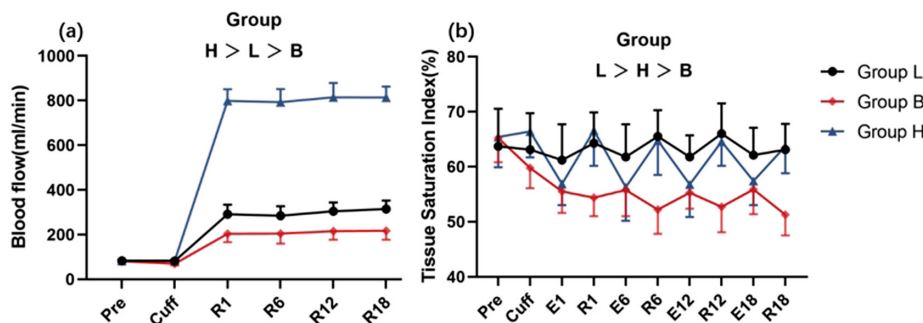 (a)
Group
H > L > B
Blood flow(ml/min)
1000
800
600
400
200
0
Pre
Cuff
R1
R6
R12
R18
(b)
Group
L > H > B
Tissue Saturation Index(%)
80
70
60
50
40
Pre
Cuff
E1
R1
E6
R6
E12
R12
E18
R18
Group L
Group B
Group H